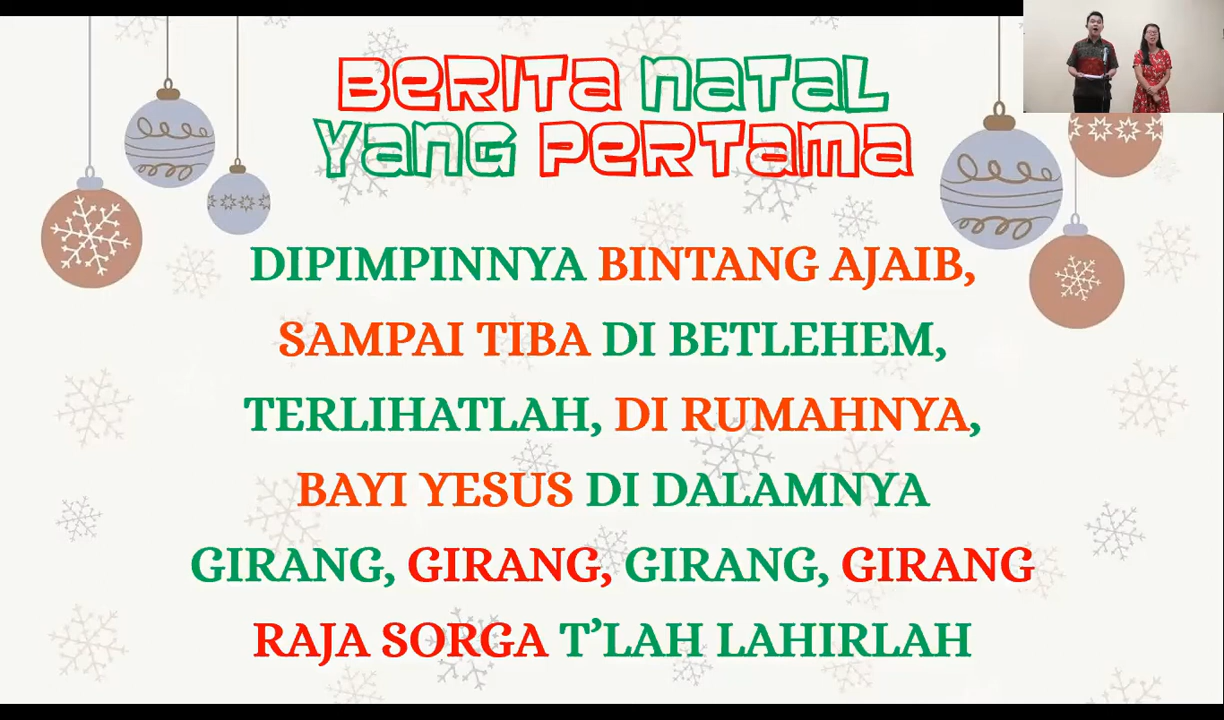 BERITA NATAL
YANG PERTAMA
DIPIMPINNYA BINTANG AJAIB,
SAMPAI TIBA DI BETLEHEM,
TERLIHATLAH, DI RUMAHNYA,
BAYI YESUS DI DALAMNYA
GIRANG, GIRANG, GIRANG, GIRANG
RAJA SORGA T'LAH LAHIRLAH